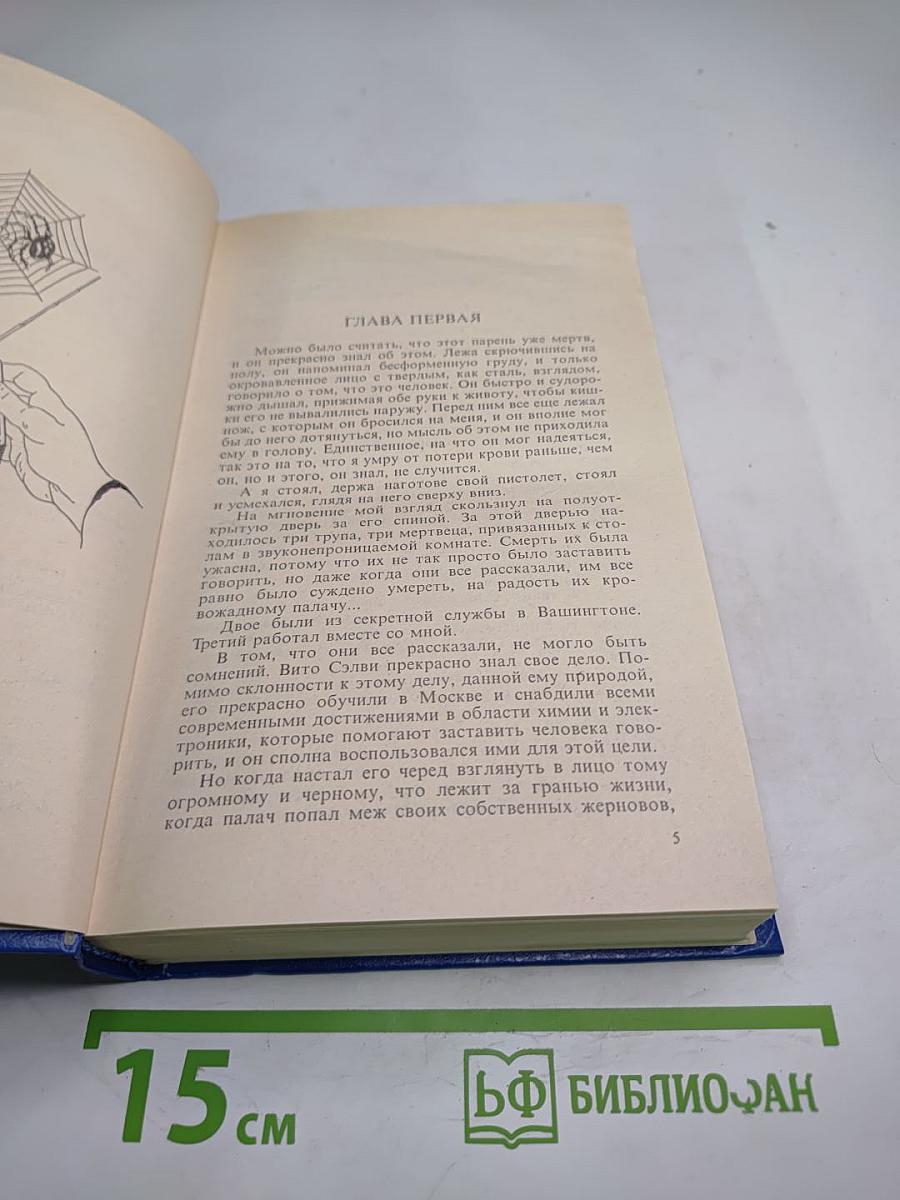 ГЛАВА ПЕРВАЯ
Можно было считать, что этот парень уже мертв,
и он прекрасно знал об этом. Лежа скрючившись на
полу, он напоминал бесформенную груду, и только
окровавленное лицо с твердым, как сталь, взглядом,
говорило о том, что это человек. Он быстро и судоро-
жно дышал, прижимая обе руки к животу, чтобы киш-
ки его не вывалились наружу. Перед ним все еще лежал
нож, с которым он бросился на меня, и он вполне мог
бы до него дотянуться, но мысль об этом не приходила
ему в голову. Единственное, на что он мог надеяться,
так это на то, что я умру от потери крови раньше, чем
он, но и этого, он знал, не случится.
А я стоял, держа наготове свой пистолет, стоял
и усмехался, глядя на него сверху вниз.
На мгновение мой взгляд скользнул на полуот-
крытую дверь за его спиной. За этой дверью на-
ходилось три трупа, три мертвеца, привязанных к сто-
лам в звуконепроницаемой комнате. Смерть их была
ужасна, потому что их не так просто было заставить
говорить, но даже когда они все рассказали, им все
равно было суждено умереть, на радость их кро-
вожадному палачу...
Двое были из секретной службы в Вашингтоне.
Третий работал вместе со мной.
В том, что они все рассказали, не могло быть
сомнений. Вито Сэлви прекрасно знал свое дело. По-
мимо склонности к этому делу, данной ему природой,
его прекрасно обучили в Москве и снабдили всеми
современными достижениями в области химии и элек-
троники, которые помогают заставить человека гово-
рить, и он сполна воспользовался ими для этой цели.
Но когда настал его черед взглянуть в лицо тому
огромному и черному, что лежит за гранью жизни,
когда палач попал меж своих собственных жерновов,
5
15 см
БФ БИБЛИОФАН